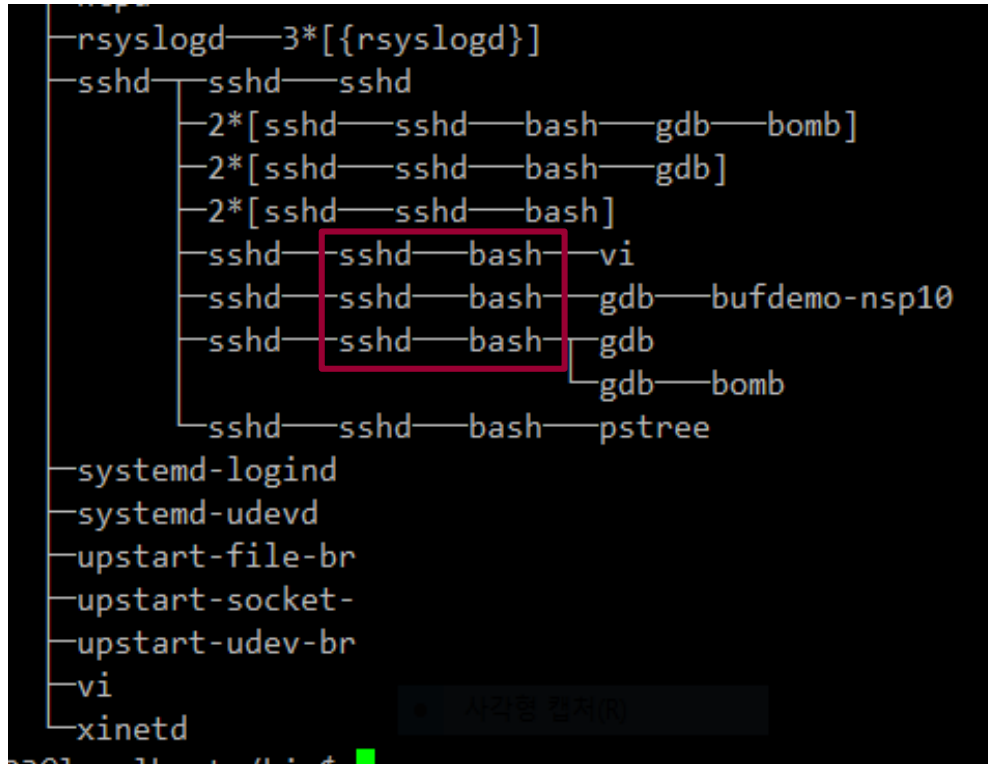 ├─rsyslogd───3*[{rsyslogd}]
├─sshd─┬─sshd───sshd
│      ├─2*[sshd───sshd───bash───gdb───bomb]
│      ├─2*[sshd───sshd───bash───gdb]
│      ├─2*[sshd───sshd───bash]
│      ├─sshd───sshd───bash───vi
│      ├─sshd───sshd───bash───gdb───bufdemo-nsp10
│      ├─sshd───sshd───bash─┬─gdb
│      │                    └─gdb───bomb
│      └─sshd───sshd───bash───pstree
├─systemd-logind
├─systemd-udevd
├─upstart-file-br
├─upstart-socket-
├─upstart-udev-br
├─vi
사각형 캡처(R)
└─xinetd